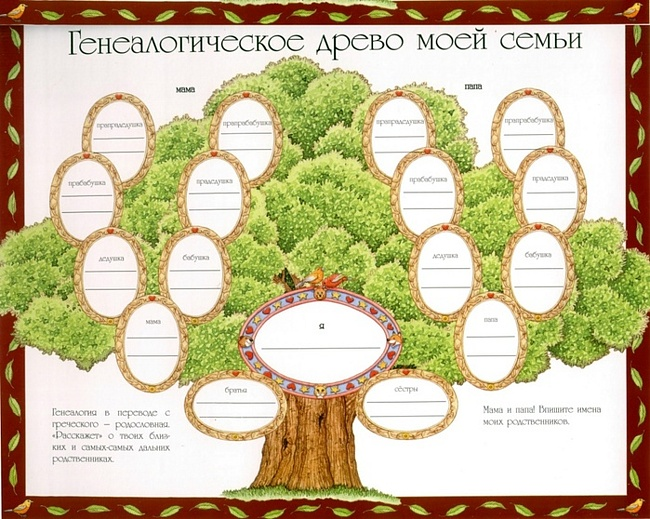 Генеалогическое древо моей семьи
мама
папа
прапрадедушка
прапрабабушка
прапрадедушка
прапрабабушка
прабабушка
прадедушка
прабабушка
прадедушка
дедушка
бабушка
дедушка
бабушка
мама
я
папа
братья
сёстры
Генеалогия в переводе с
греческого – родословная.
«Расскажет» о твоих близ-
ких и самых-самых дальних
родственниках.
Мама и папа! Впишите имена
моих родственников.